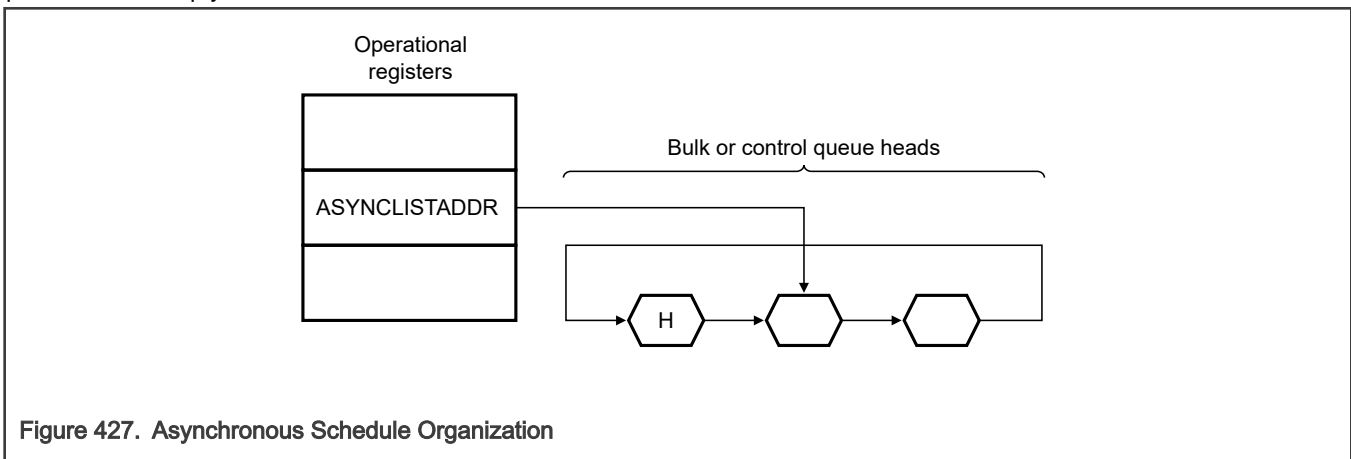 Operational
registers
Bulk or control queue heads
ASYNCLISTADDR
H
Figure 427. Asynchronous Schedule Organization